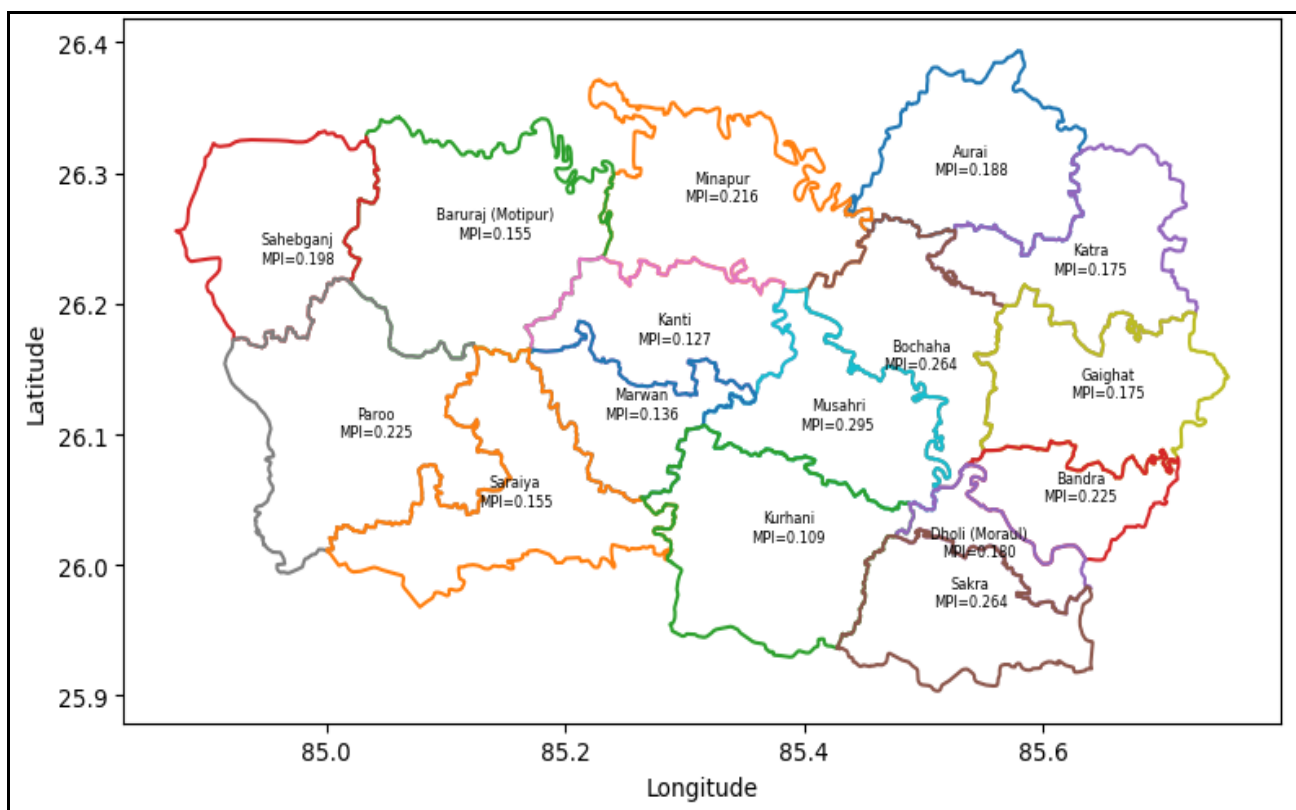 26.4
26.3
26.2
26.1
26.0
25.9
Latitude
85.0
85.2
85.4
85.6
Longitude
Aurai
MPI=0.188
Minapur
MPI=0.216
Baruraj (Motipur)
MPI=0.155
Sahebganj
MPI=0.198
Katra
MPI=0.175
Kanti
MPI=0.127
Bochaha
MPI=0.264
Gaighat
MPI=0.175
Marwan
MPI=0.136
Musahri
MPI=0.295
Paroo
MPI=0.225
Saraiya
MPI=0.155
Bandra
MPI=0.225
Kurhani
MPI=0.109
Dholi (Moraul)
MPI=0.180
Sakra
MPI=0.264